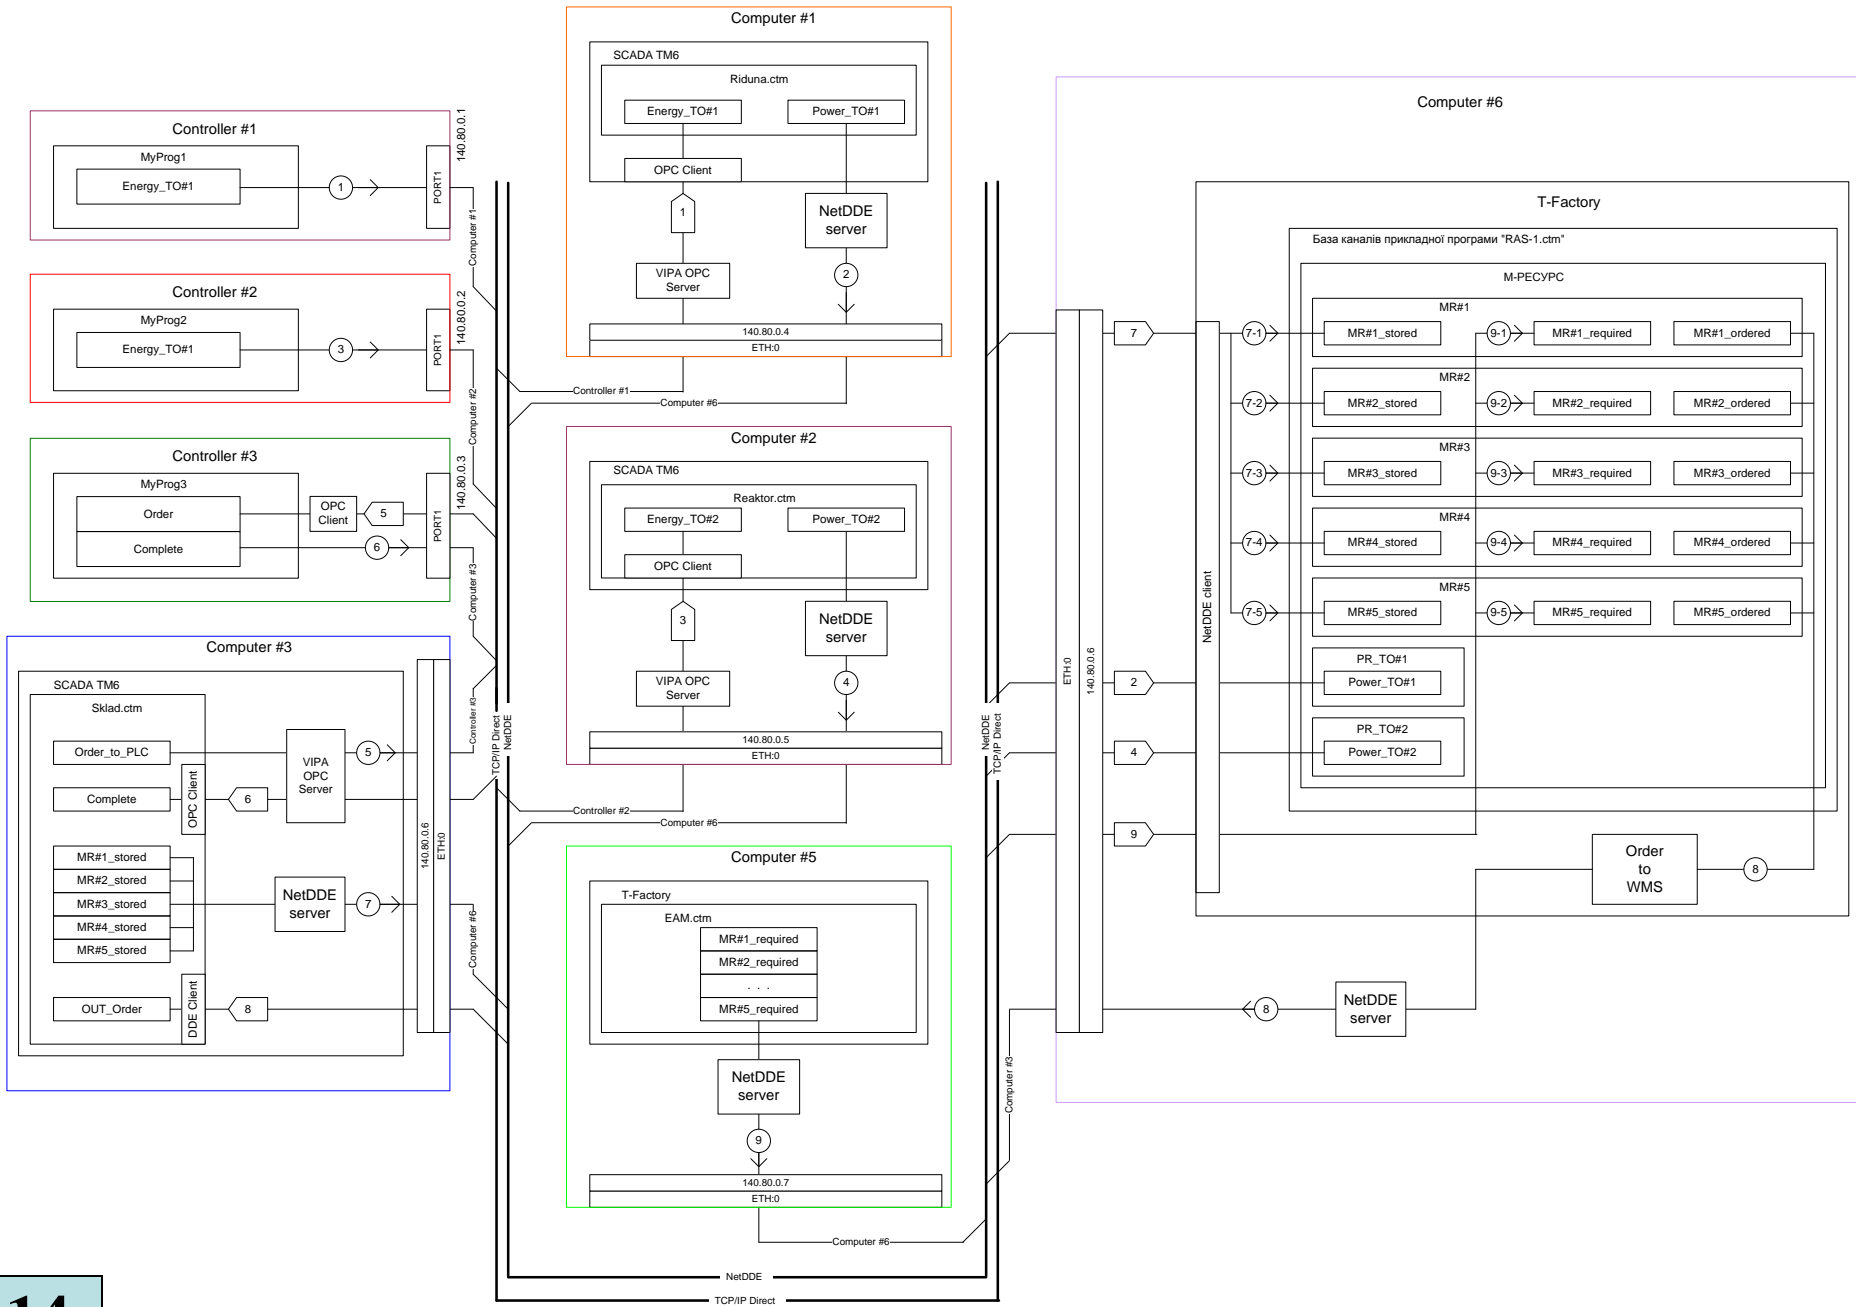 Controller #1
MyProg1
Energy_TO#1
1
PORT1
140.80.0.1
Computer #1
Controller #2
MyProg2
Energy_TO#1
3
PORT1
140.80.0.2
Computer #2
Controller #3
MyProg3
Order
Complete
OPC
Client
5
6
PORT1
140.80.0.3
Computer #3
Computer #3
SCADA TM6
Sklad.ctm
Order_to_PLC
Complete
OPC Client
6
VIPA
OPC
Server
5
MR#1_stored
MR#2_stored
MR#3_stored
MR#4_stored
MR#5_stored
NetDDE
server
7
OUT_Order
DDE Client
8
140.80.0.6
ETH:0
Controller #3
Computer #6
TCP/IP Direct
NetDDE
Computer #1
SCADA TM6
Riduna.ctm
Energy_TO#1
Power_TO#1
OPC Client
1
NetDDE
server
VIPA OPC
Server
2
140.80.0.4
ETH:0
Controller #1
Computer #6
Computer #2
SCADA TM6
Reaktor.ctm
Energy_TO#2
Power_TO#2
OPC Client
3
NetDDE
server
VIPA OPC
Server
4
140.80.0.5
ETH:0
Controller #2
Computer #6
Computer #5
T-Factory
EAM.ctm
MR#1_required
MR#2_required
. . .
MR#5_required
NetDDE
server
9
140.80.0.7
ETH:0
Computer #6
NetDDE
TCP/IP Direct
NetDDE
TCP/IP Direct
Computer #3
Computer #6
ETH:0
140.80.0.6
7
2
4
9
NetDDE client
T-Factory
База каналів прикладної програми "RAS-1.ctm"
М-РЕСУРС
MR#1
7-1
MR#1_stored
9-1
MR#1_required
MR#1_ordered
MR#2
7-2
MR#2_stored
9-2
MR#2_required
MR#2_ordered
MR#3
7-3
MR#3_stored
9-3
MR#3_required
MR#3_ordered
MR#4
7-4
MR#4_stored
9-4
MR#4_required
MR#4_ordered
MR#5
7-5
MR#5_stored
9-5
MR#5_required
MR#5_ordered
PR_TO#1
Power_TO#1
PR_TO#2
Power_TO#2
Order
to
WMS
8
NetDDE
server
8
14